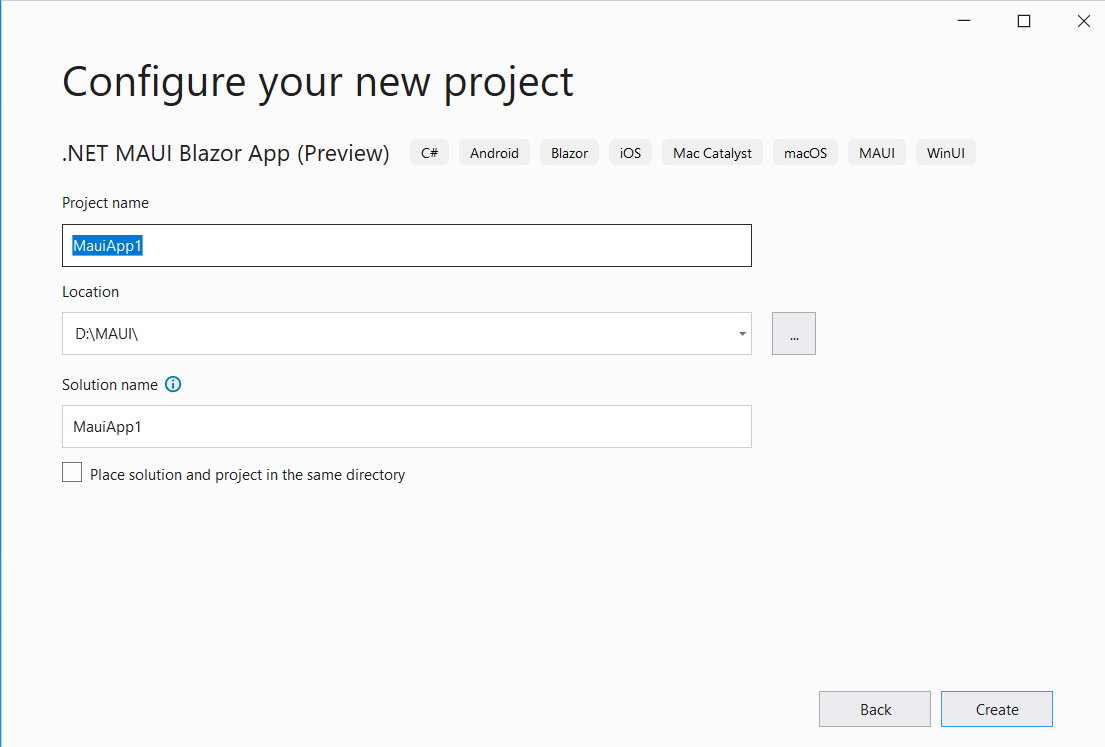 Configure your new project
.NET MAUI Blazor App (Preview) C# Android Blazor iOS Mac Catalyst macOS MAUI WinUI
Project name
MauiApp1
Location
D:\MAUI\
...
Solution name
MauiApp1
Place solution and project in the same directory
Back Create